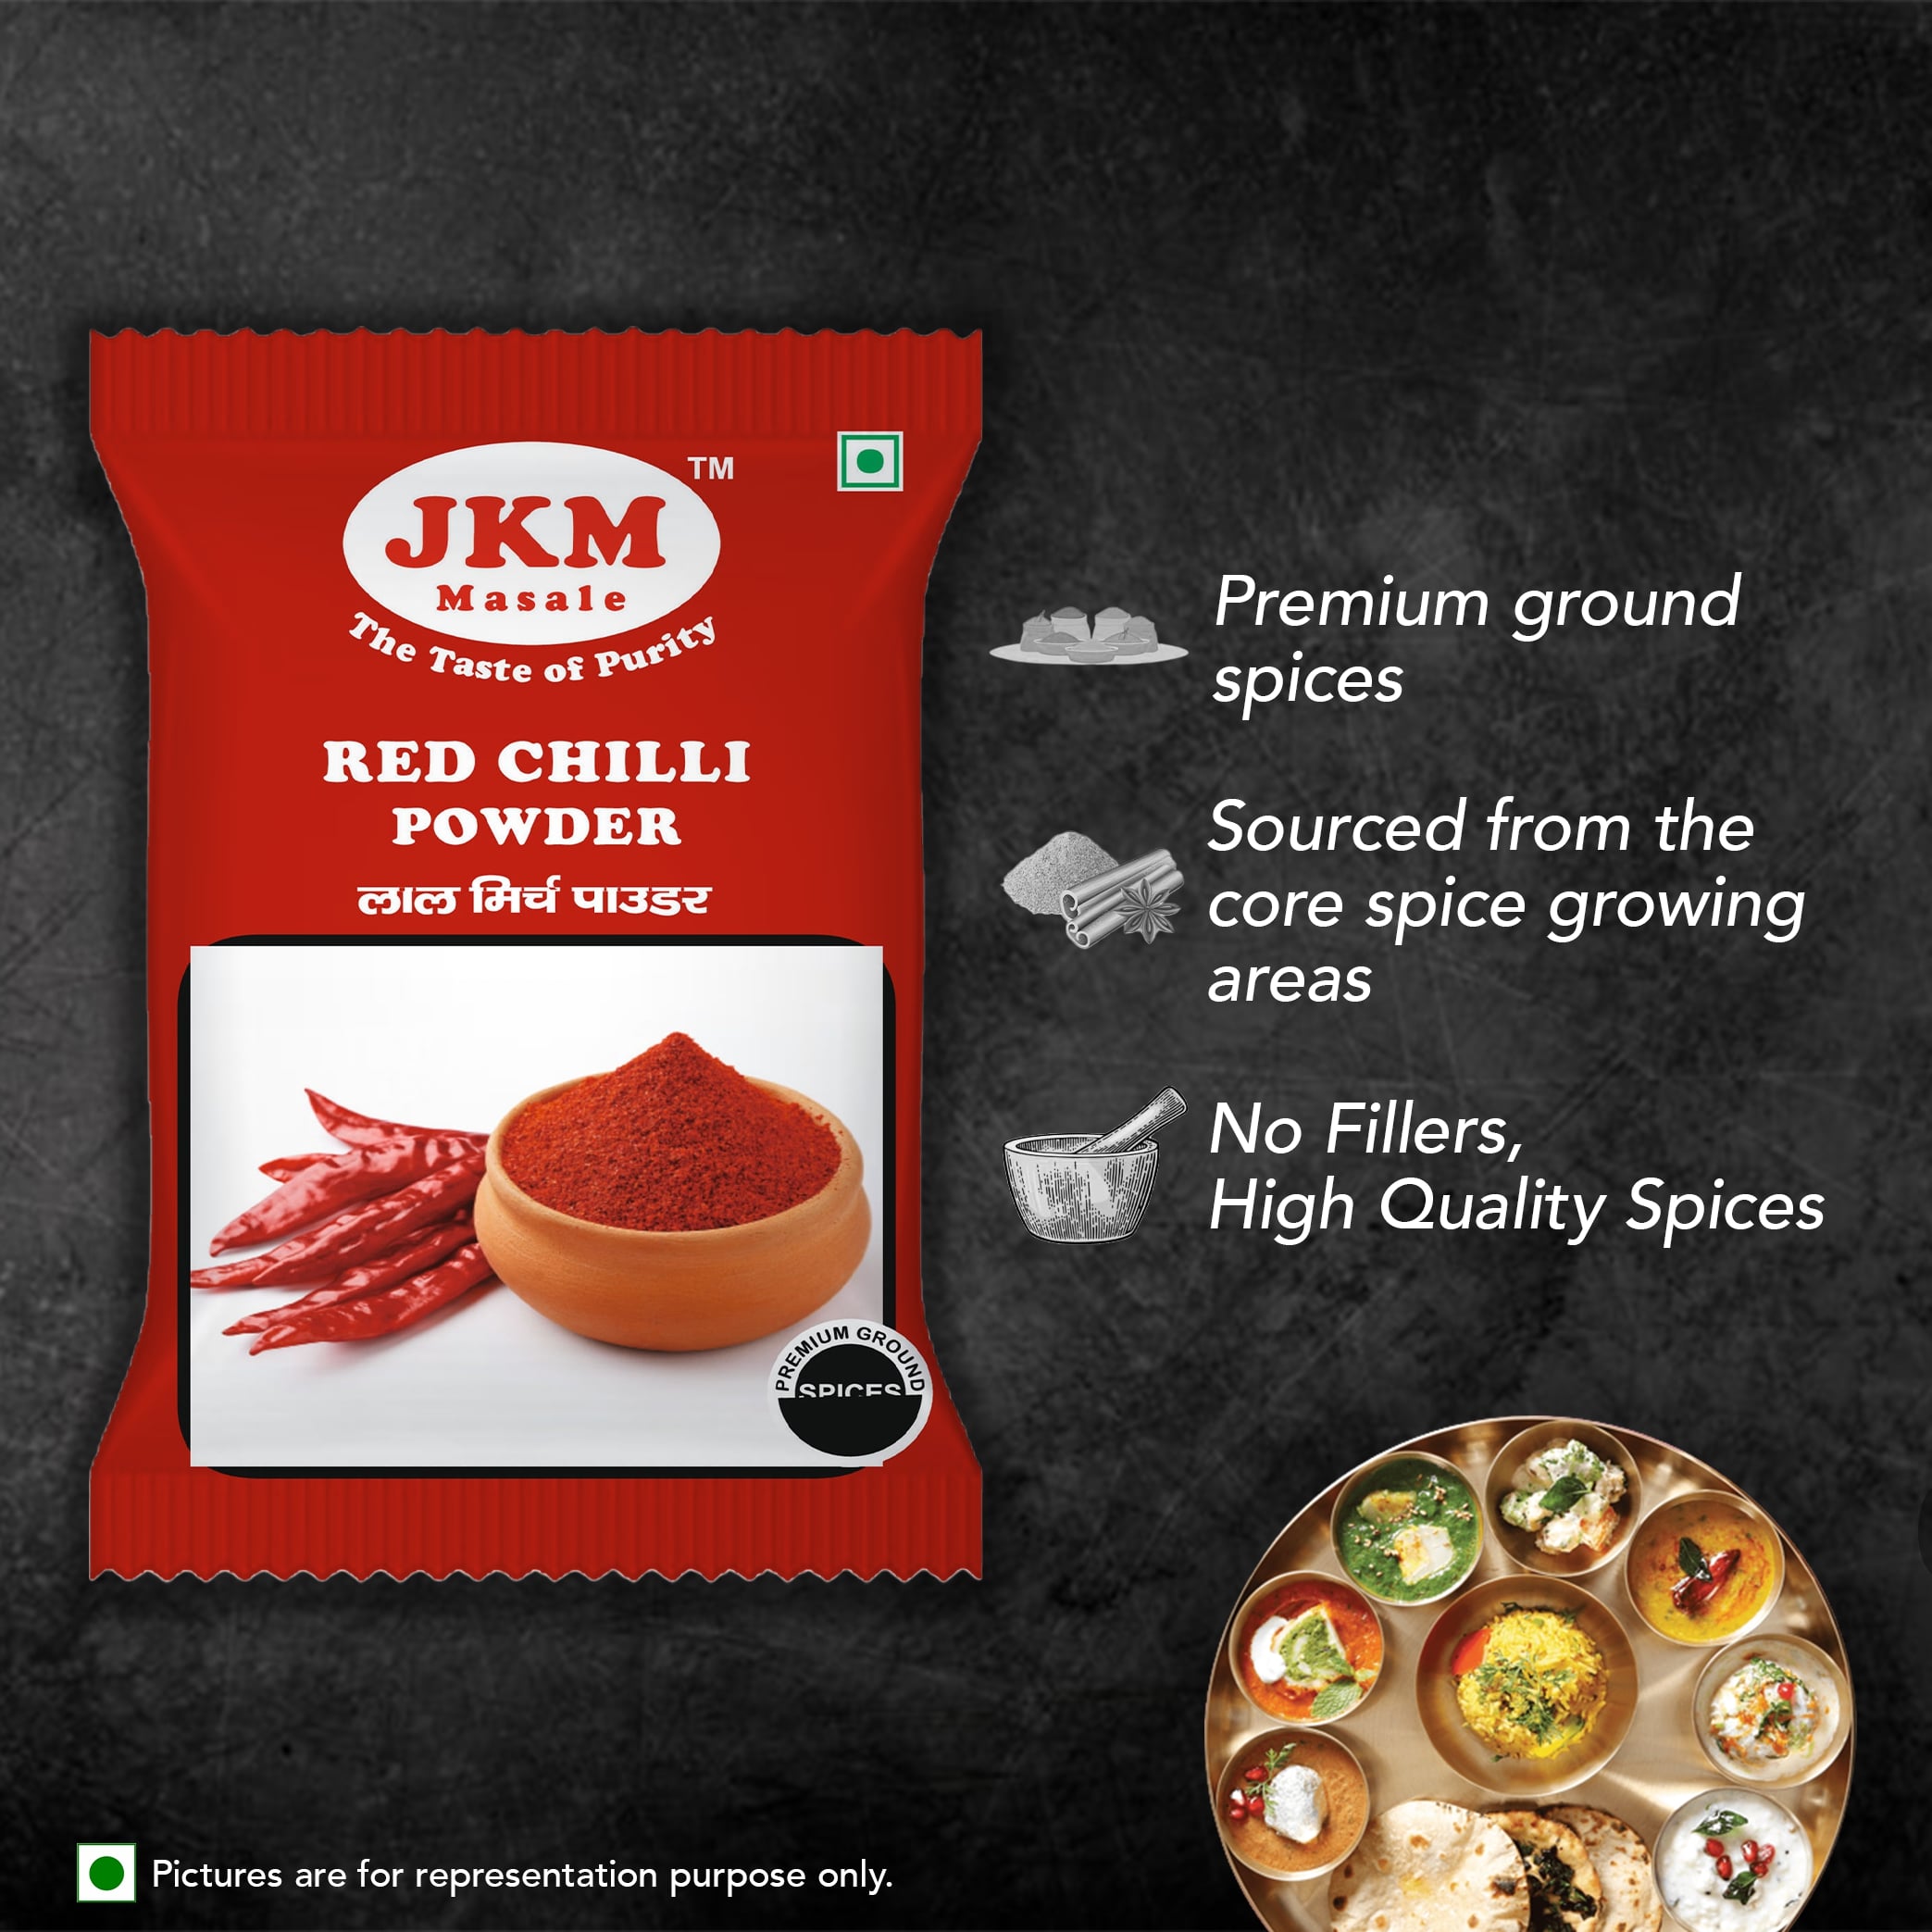 JKM
TM
Masale
The Taste of Purity
RED CHILLI
POWDER
लाल मिर्च पाउडर
PREMIUM GROUND
SPICES
Premium ground
spices
Sourced from the
core spice growing
areas
No Fillers,
High Quality Spices
Pictures are for representation purpose only.